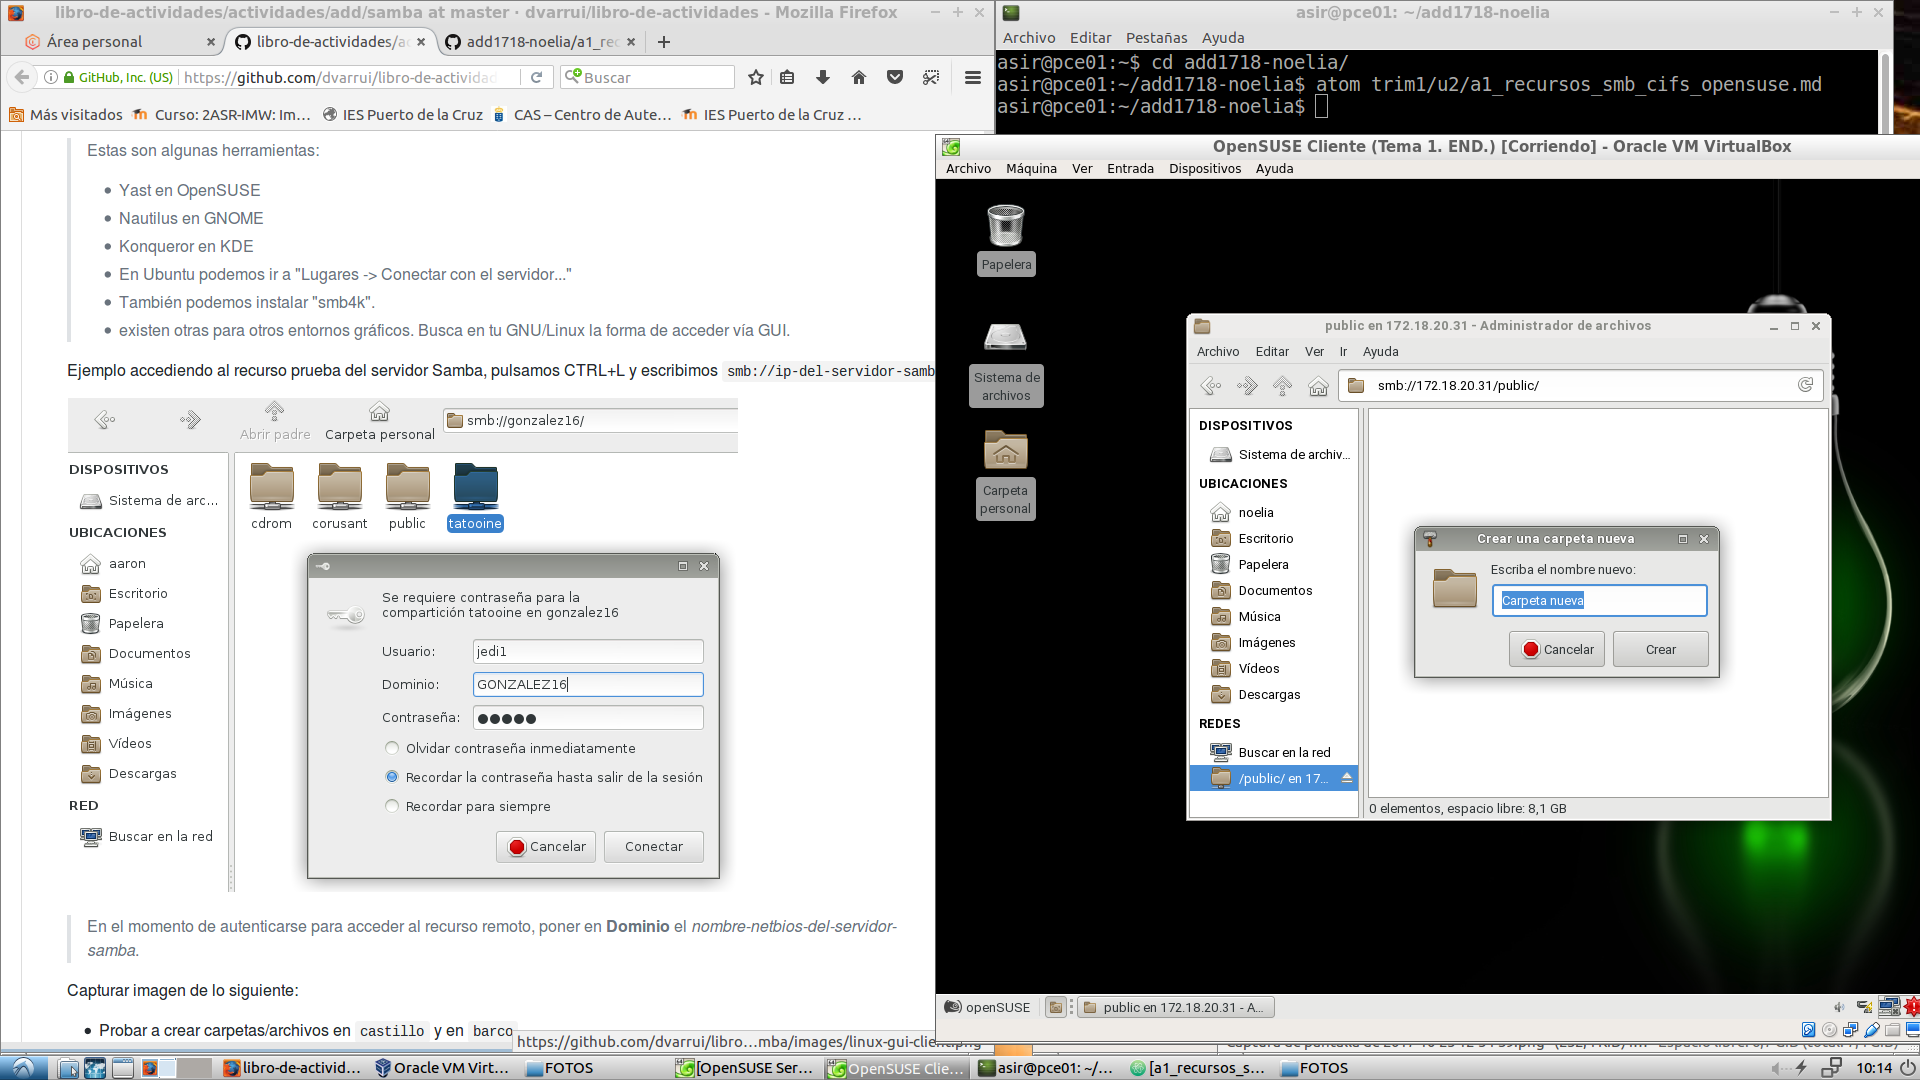 libro-de-actividades/actividades/add/samba at master · dvarrui/libro-de-actividades - Mozilla Firefox
Área personal
libro-de-actividades/ac
add1718-noelia/a1_rec
GitHub, Inc. (US)
https://github.com/dvarrui/libro-de-actividad
Buscar
Más visitados
Curso: 2ASR-IMW: Im...
IES Puerto de la Cruz
CAS – Centro de Aute...
IES Puerto de la Cruz ...
Estas son algunas herramientas:
Yast en OpenSUSE
Nautilus en GNOME
Konqueror en KDE
En Ubuntu podemos ir a "Lugares -> Conectar con el servidor..."
También podemos instalar "smb4k".
existen otras para otros entornos gráficos. Busca en tu GNU/Linux la forma de acceder vía GUI.
Ejemplo accediendo al recurso prueba del servidor Samba, pulsamos CTRL+L y escribimos smb://ip-del-servidor-samb
Abrir padre
Carpeta personal
smb://gonzalez16/
DISPOSITIVOS
Sistema de arc...
UBICACIONES
aaron
Escritorio
Papelera
Documentos
Música
Imágenes
Vídeos
Descargas
RED
Buscar en la red
cdrom
corusant
public
tatooine
Se requiere contraseña para la
compartición tatooine en gonzalez16
Usuario: jedi1
Dominio: GONZALEZ16
Contraseña: ●●●●●
Olvidar contraseña inmediatamente
Recordar la contraseña hasta salir de la sesión
Recordar para siempre
Cancelar
Conectar
En el momento de autenticarse para acceder al recurso remoto, poner en Dominio el nombre-netbios-del-servidor-
samba.
Capturar imagen de lo siguiente:
Probar a crear carpetas/archivos en castillo y en barco
https://github.com/dvarrui/libro...mba/images/linux-gui-client.png
asir@pce01: ~/add1718-noelia
Archivo Editar Pestañas Ayuda
asir@pce01:~$ cd add1718-noelia/
asir@pce01:~/add1718-noelia$ atom trim1/u2/a1_recursos_smb_cifs_opensuse.md
asir@pce01:~/add1718-noelia$
OpenSUSE Cliente (Tema 1. END.) [Corriendo] - Oracle VM VirtualBox
Archivo Máquina Ver Entrada Dispositivos Ayuda
Papelera
Sistema de
archivos
Carpeta
personal
public en 172.18.20.31 - Administrador de archivos
Archivo Editar Ver Ir Ayuda
smb://172.18.20.31/public/
DISPOSITIVOS
Sistema de archiv...
UBICACIONES
noelia
Escritorio
Papelera
Documentos
Música
Imágenes
Vídeos
Descargas
REDES
Buscar en la red
/public/ en 17...
0 elementos, espacio libre: 8,1 GB
Crear una carpeta nueva
Escriba el nombre nuevo:
Carpeta nueva
Cancelar
Crear
openSUSE
public en 172.18.20.31 - A...
libro-de-activid...
Oracle VM Virt...
FOTOS
[OpenSUSE Ser...
OpenSUSE Clie...
asir@pce01: ~/...
[a1_recursos_s...
FOTOS
10:14